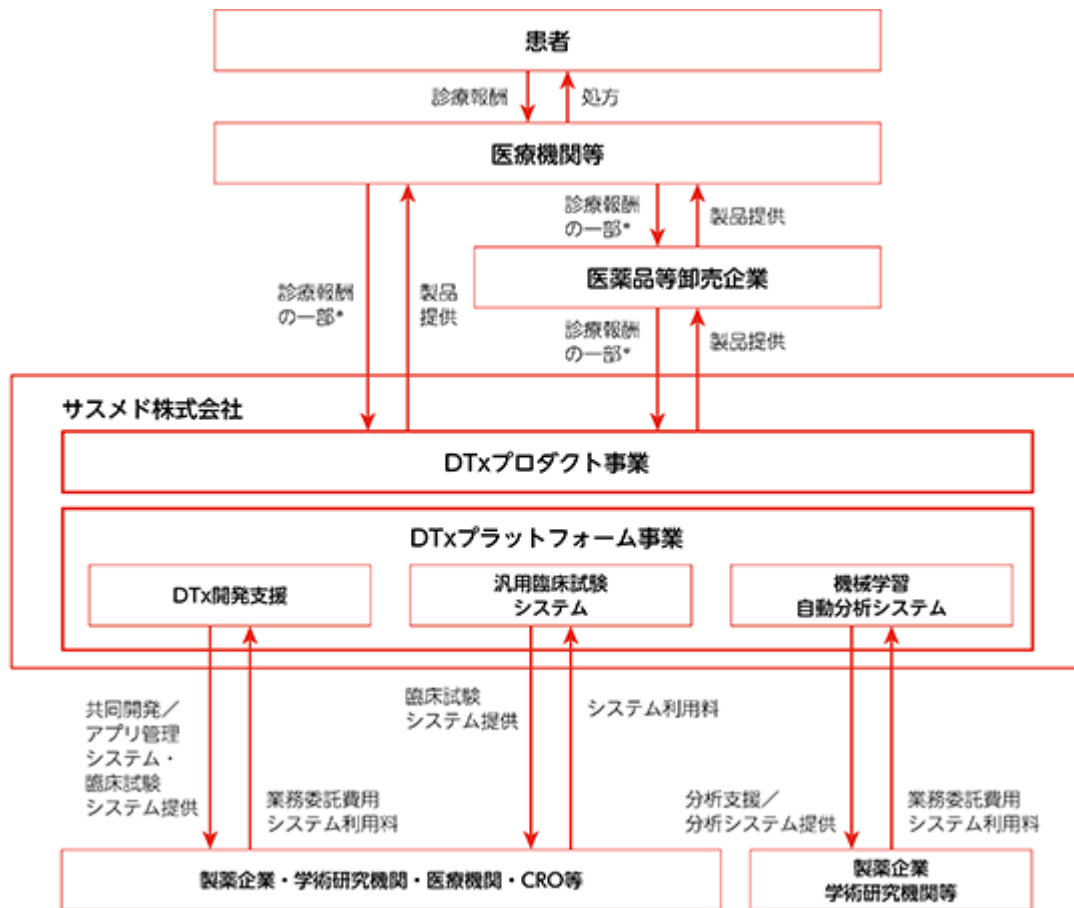 患者
診療報酬
処方
医療機関等
診療報酬
の一部*
製品提供
医薬品等卸売企業
診療報酬
の一部*
製品
提供
診療報酬
の一部*
製品提供
サスメド株式会社
DTxプロダクト事業
DTxプラットフォーム事業
DTx開発支援
汎用臨床試験
システム
機械学習
自動分析システム
共同開発／
アプリ管理
システム・
臨床試験
システム提供
業務委託費用
システム利用料
臨床試験
システム提供
システム利用料
分析支援／
分析システム提供
業務委託費用
システム利用料
製薬企業・学術研究機関・医療機関・CRO等
製薬企業
学術研究機関等